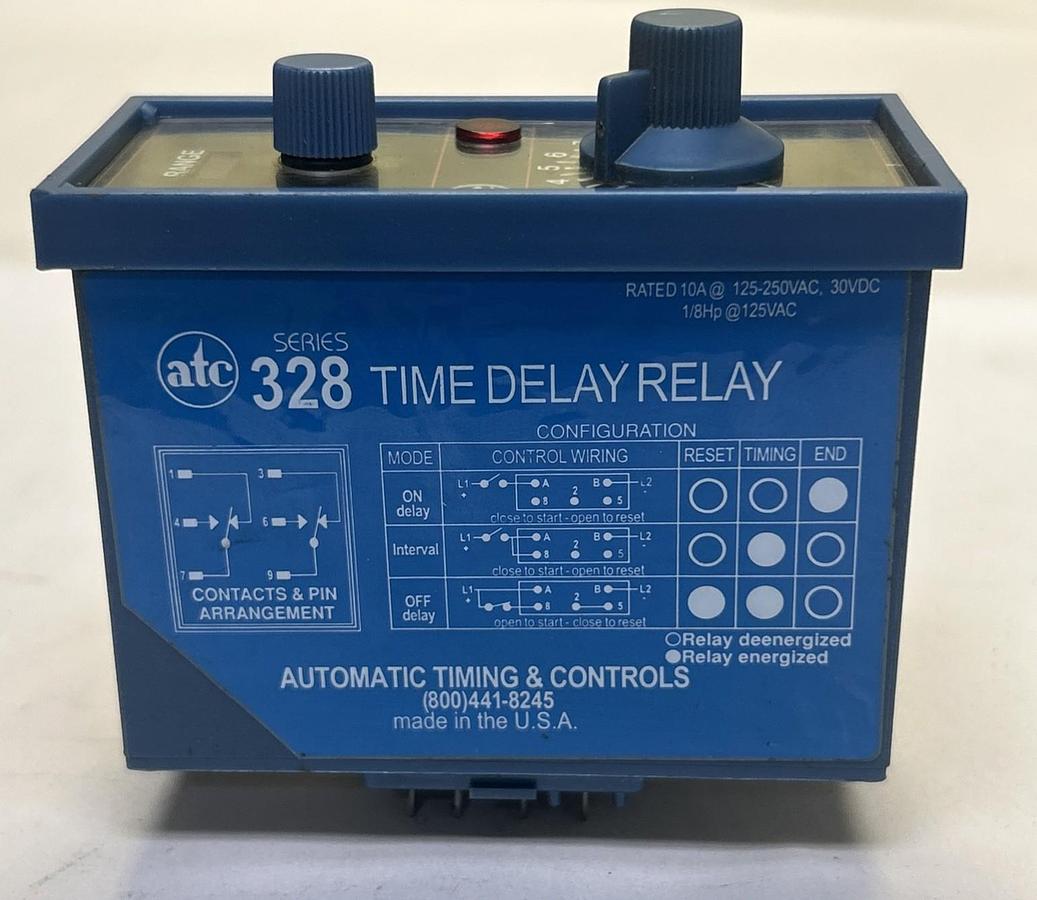 RANGE
4 5 6
RATED 10A @ 125-250VAC, 30VDC
1/8Hp @125VAC
atc
SERIES
328 TIME DELAY RELAY
CONFIGURATION
MODE CONTROL WIRING RESET TIMING END
ON delay
L1 + A B L2 -
8 2 5
close to start - open to reset
Interval
L1 + A B L2 -
8 2 5
close to start - open to reset
OFF delay
L1 + A B L2 -
8 2 5
open to start - close to reset
1 3
4 6
7 9
CONTACTS & PIN
ARRANGEMENT
Relay deenergized
Relay energized
AUTOMATIC TIMING & CONTROLS
(800)441-8245
made in the U.S.A.